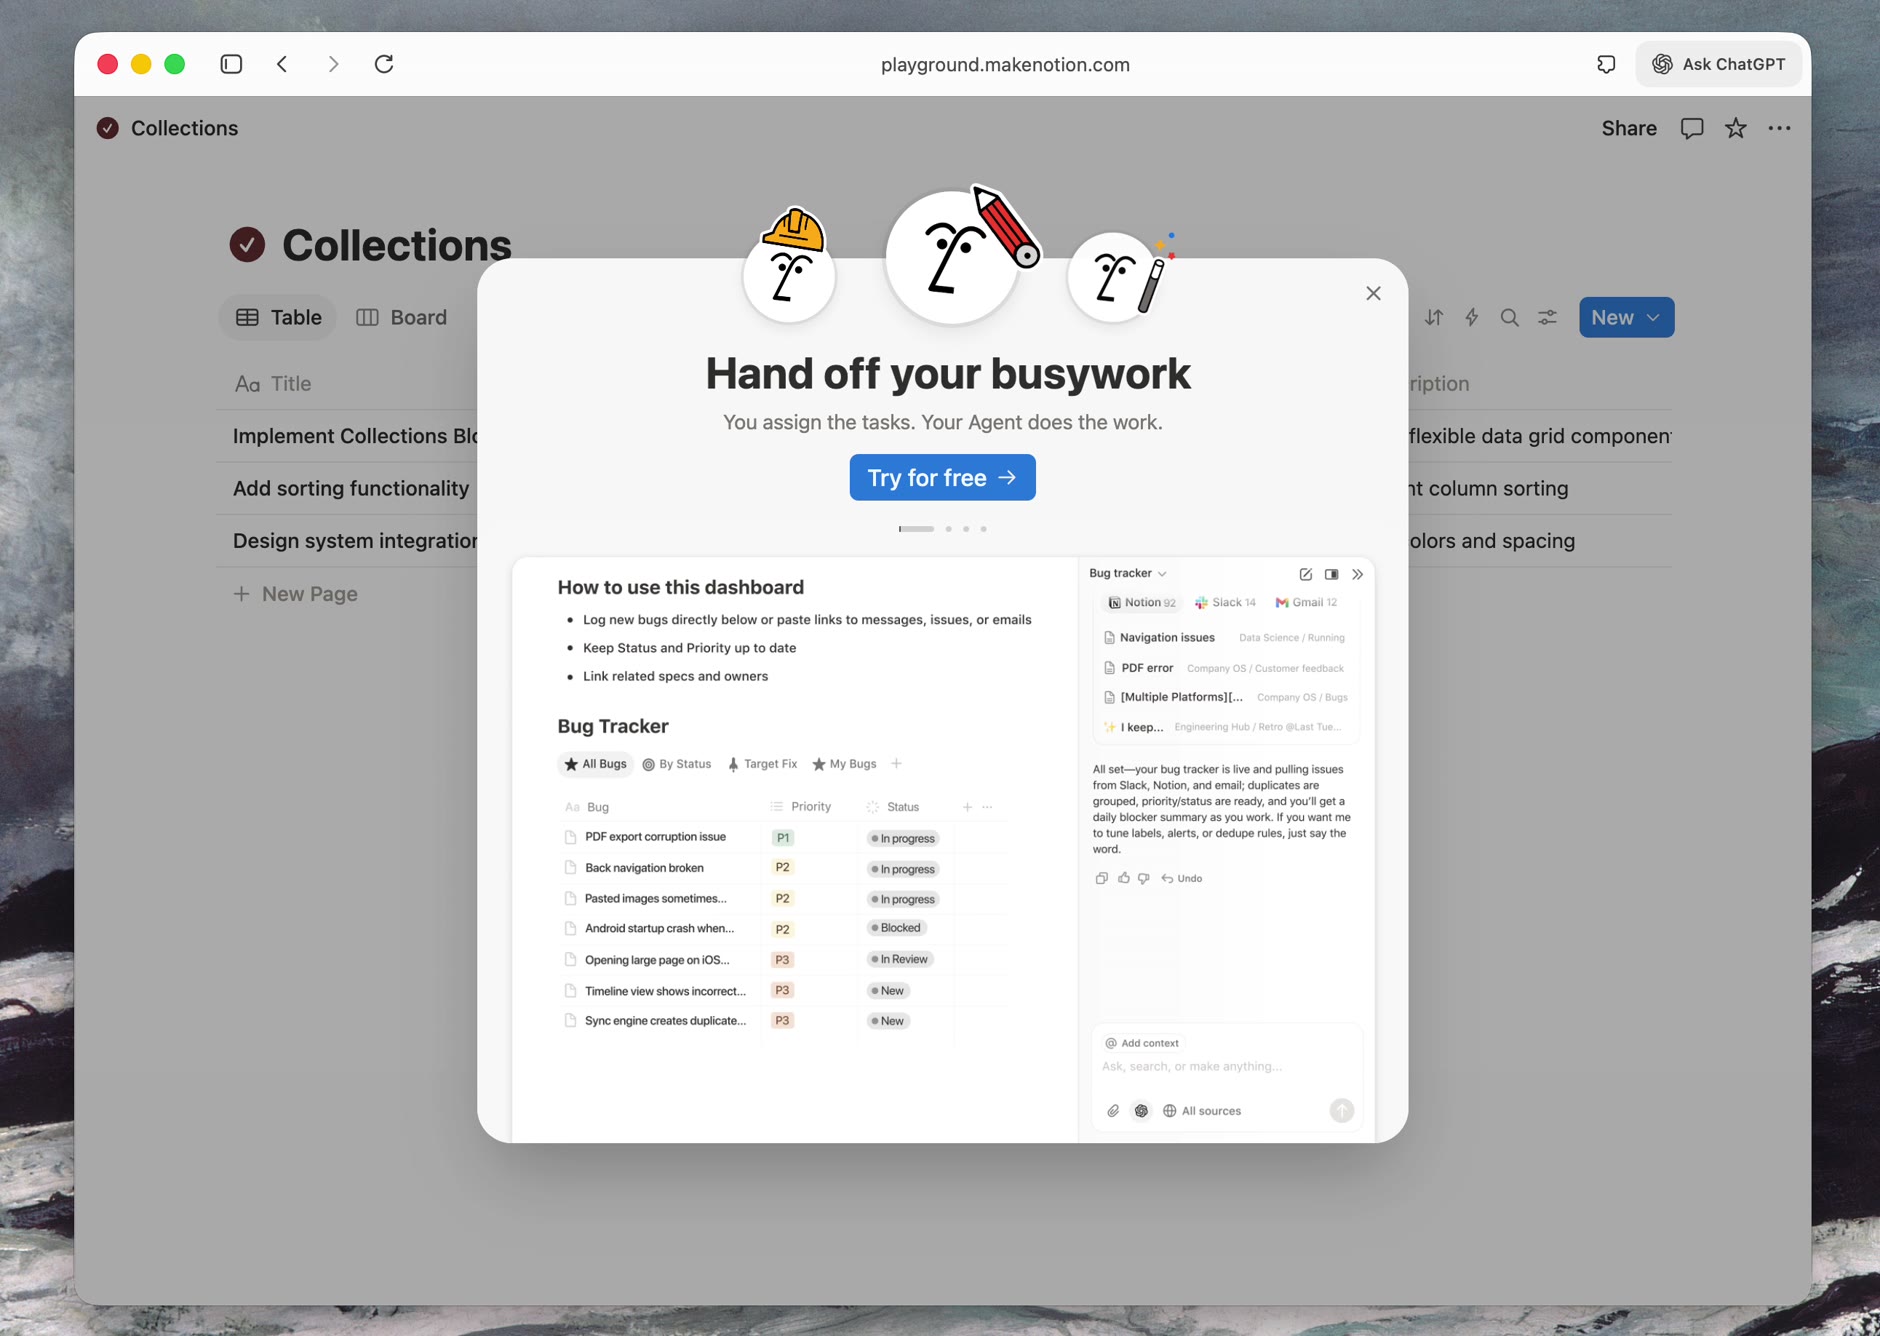 playground.makenotion.com
Ask ChatGPT
Collections
Share
Collections
Table
Board
New
Aa Title
ription
Implement Collections Blo
flexible data grid component
Add sorting functionality
nt column sorting
Design system integration
olors and spacing
New Page
Hand off your busywork
You assign the tasks. Your Agent does the work.
Try for free →
How to use this dashboard
• Log new bugs directly below or paste links to messages, issues, or emails
• Keep Status and Priority up to date
• Link related specs and owners
Bug Tracker
All Bugs
By Status
Target Fix
My Bugs
Aa Bug
Priority
Status
PDF export corruption issue
P1
In progress
Back navigation broken
P2
In progress
Pasted images sometimes...
P2
In progress
Android startup crash when...
P2
Blocked
Opening large page on iOS...
P3
In Review
Timeline view shows incorrect...
P3
New
Sync engine creates duplicate...
P3
New
Bug tracker
Notion 92
Slack 14
Gmail 12
Navigation issues
Data Science / Running
PDF error
Company OS / Customer feedback
[Multiple Platforms][...
Company OS / Bugs
I keep...
Engineering Hub / Retro @Last Tue...
All set—your bug tracker is live and pulling issues
from Slack, Notion, and email; duplicates are
grouped, priority/status are ready, and you'll get a
daily blocker summary as you work. If you want me
to tune labels, alerts, or dedupe rules, just say the
word.
Undo
@ Add context
Ask, search, or make anything...
All sources